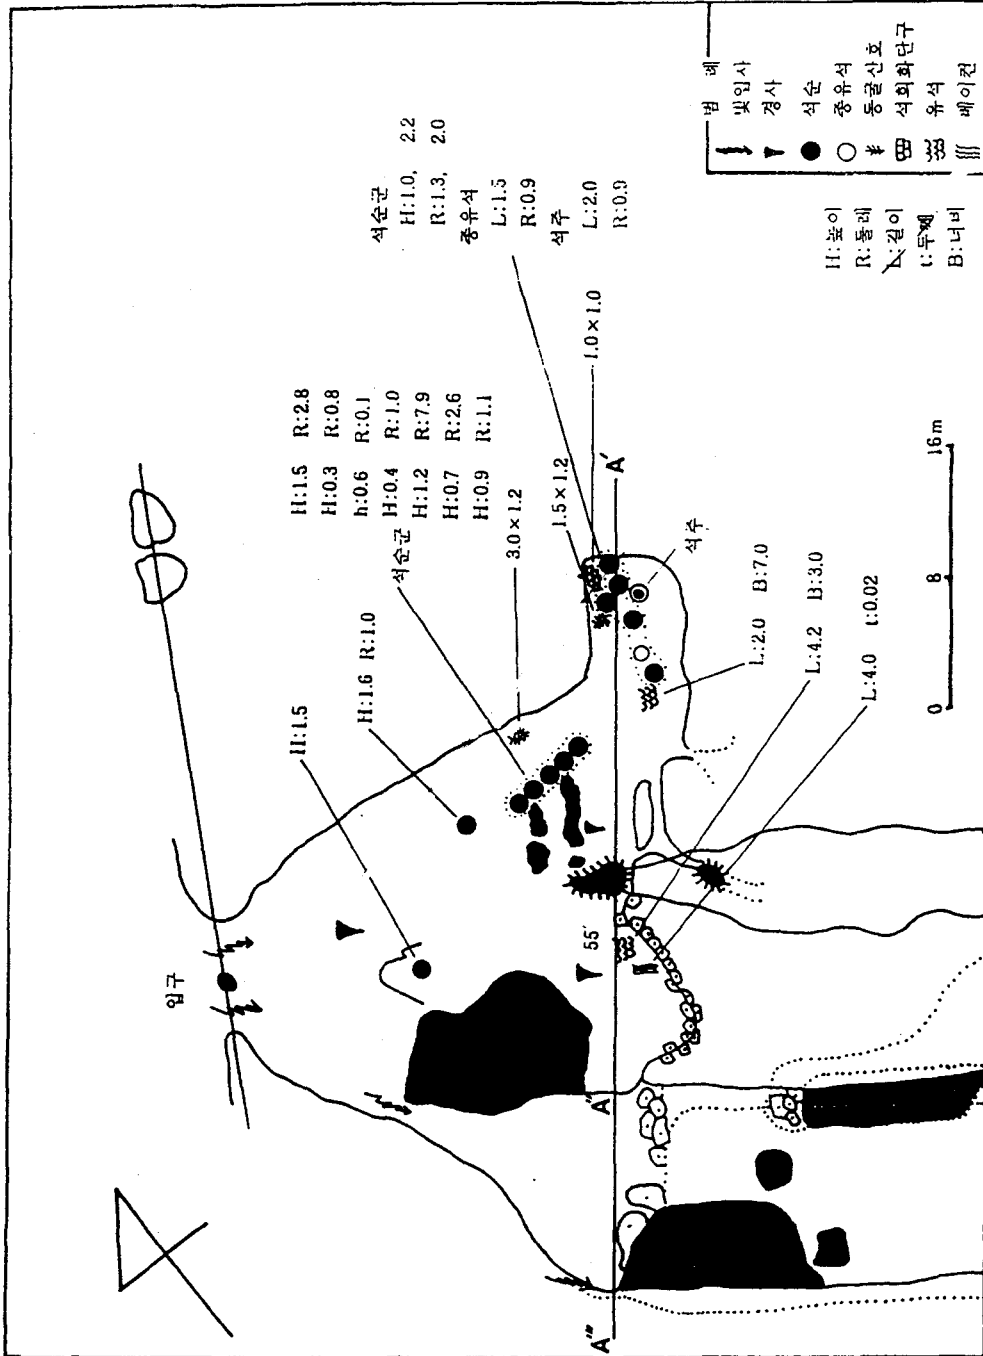 입구
H:1.5
H:1.6 R:1.0
석순군
H:1.5 R:2.8
H:0.3 R:0.8
h:0.6 R:0.1
H:0.4 R:1.0
H:1.2 R:7.9
H:0.7 R:2.6
H:0.9 R:1.1
3.0×1.2
1.5×1.2
1.0×1.0
석순군
H:1.0, 2.2
R:1.3, 2.0
종유석
L:1.5
R:0.9
석주
L:2.0
R:0.9
A'
A"
A'''
55'
석주
L:2.0 B:7.0
L:4.2 B:3.0
L:4.0 t:0.02
0 8 16m
H:높이
R:둘레
L:길이
t:두께
B:너비
범례
빛입사
경사
석순
종유석
동굴산호
석회화단구
유석
베이컨